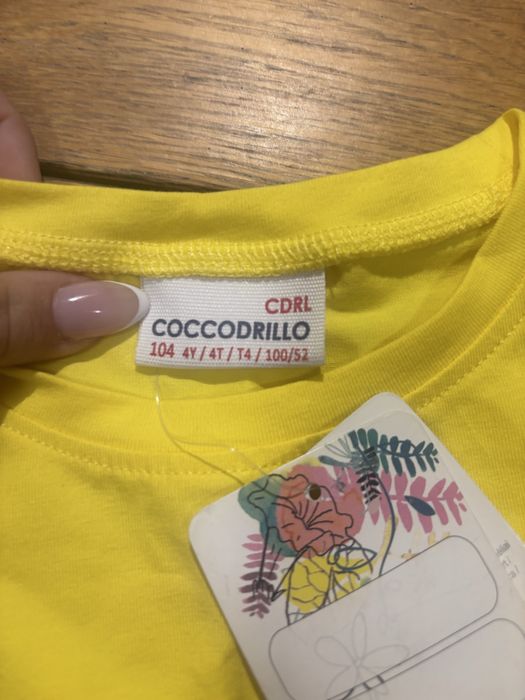 CDRL
COCCODRILLO
104 4Y / 4T / T4 / 100/52